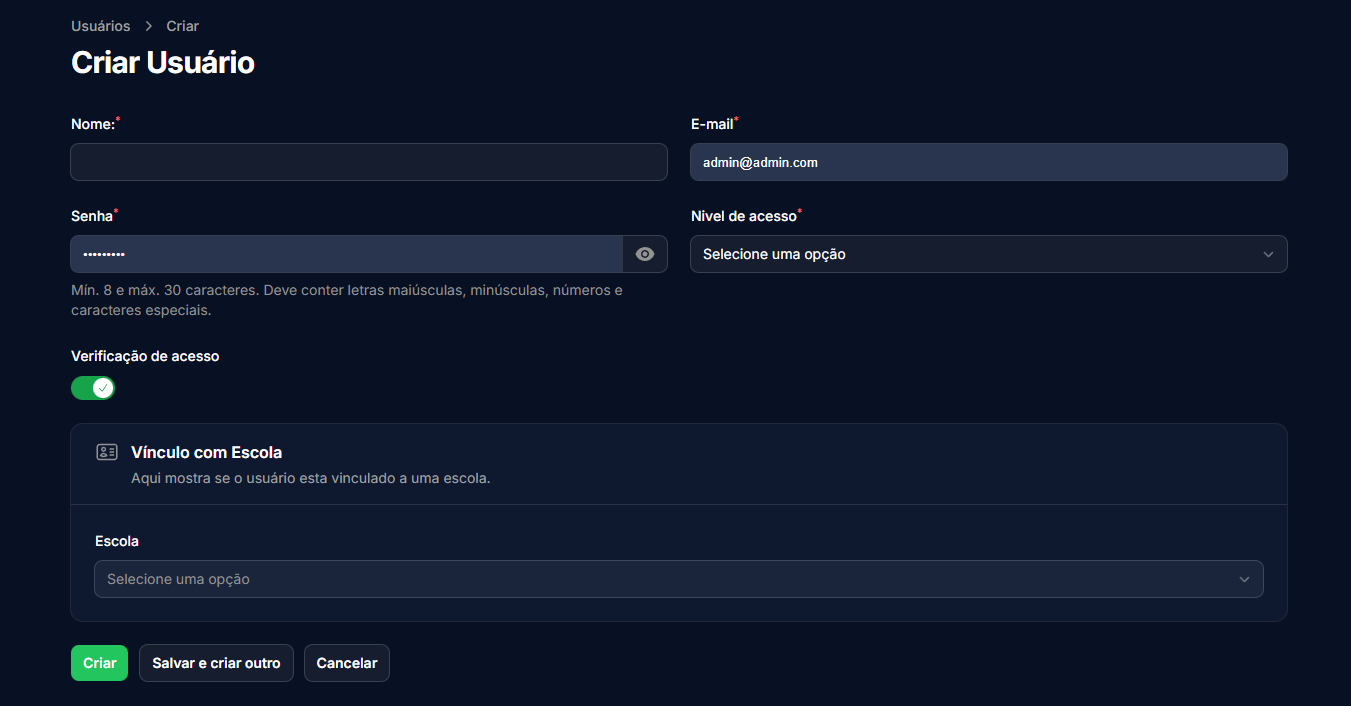 Usuários > Criar
Criar Usuário
Nome:*
E-mail*
admin@admin.com
Senha*
Nivel de acesso*
•••••••••
Selecione uma opção
Mín. 8 e máx. 30 caracteres. Deve conter letras maiúsculas, minúsculas, números e
caracteres especiais.
Verificação de acesso
Vínculo com Escola
Aqui mostra se o usuário esta vinculado a uma escola.
Escola
Selecione uma opção
Criar
Salvar e criar outro
Cancelar